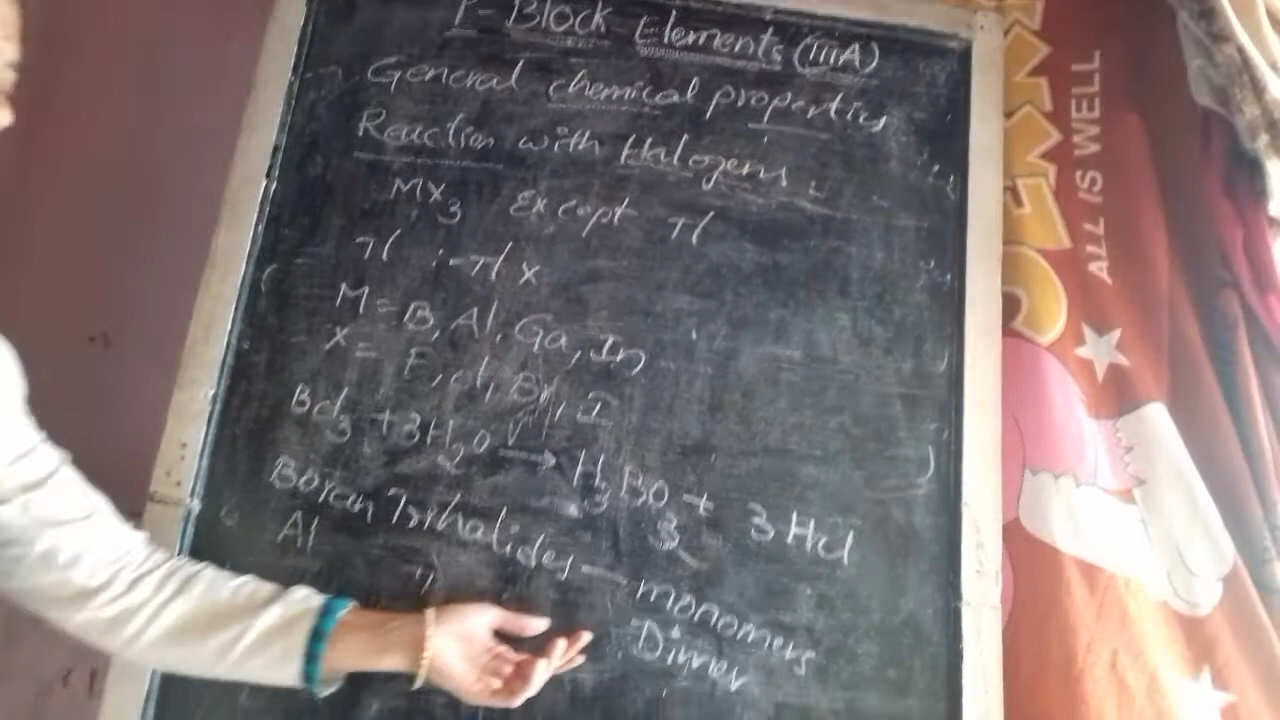 P-Block Elements (IIIA)
General chemical properties
Reaction with Halogens
MX3 Except Tl
Tl :- Tl X
M = B, Al, Ga, In
X = F, cl, Br, I
Bcl3 + 3H2O → H3BO3 + 3Hcl
Boron Trihalides — monomers
Al " Dimer
ALL IS WELL